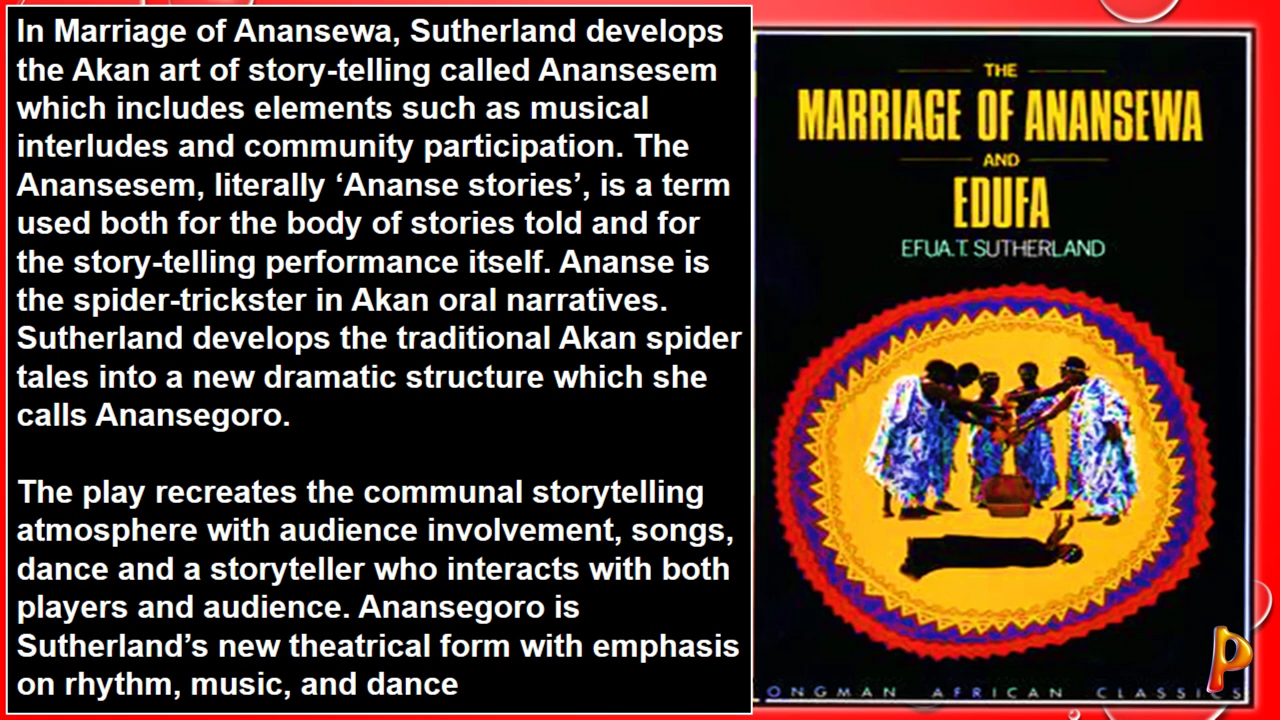 In Marriage of Anansewa, Sutherland develops
the Akan art of story-telling called Anansesem
which includes elements such as musical
interludes and community participation. The
Anansesem, literally ‘Ananse stories’, is a term
used both for the body of stories told and for
the story-telling performance itself. Ananse is
the spider-trickster in Akan oral narratives.
Sutherland develops the traditional Akan spider
tales into a new dramatic structure which she
calls Anansegoro.
The play recreates the communal storytelling
atmosphere with audience involvement, songs,
dance and a storyteller who interacts with both
players and audience. Anansegoro is
Sutherland’s new theatrical form with emphasis
on rhythm, music, and dance
THE
MARRIAGE OF ANANSEWA
AND
EDUFA
EFUA.T. SUTHERLAND
ONGMAN AFRICAN CLASSICS
P